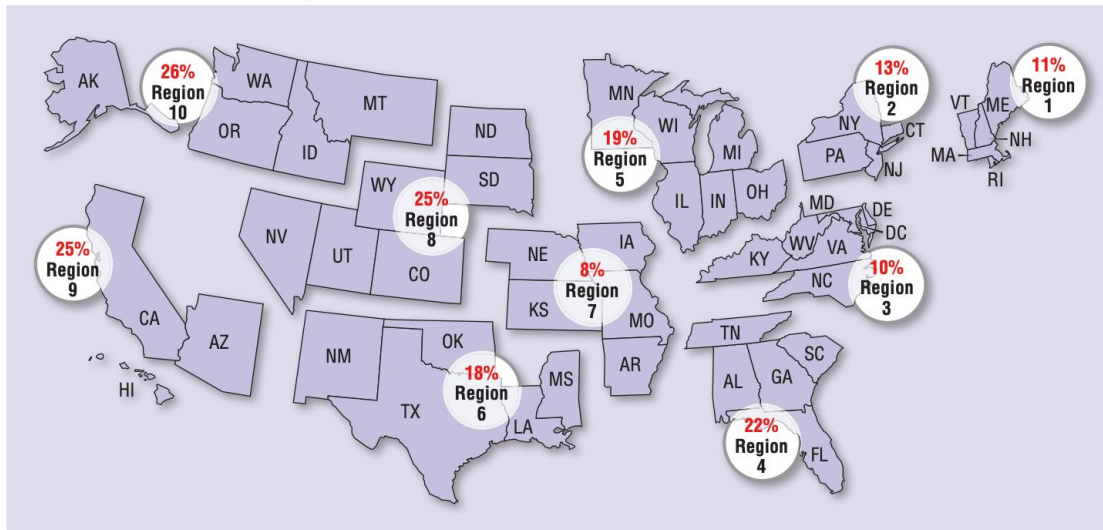 AK
26%
Region
10
WA
OR
ID
MT
ND
SD
WY
25%
Region
8
NV
UT
CO
25%
Region
9
CA
AZ
HI
NM
OK
TX
18%
Region
6
LA
MS
NE
IA
8%
Region
7
KS
MO
AR
MN
WI
19%
Region
5
MI
IL
IN
OH
13%
Region
2
NY
CT
PA
NJ
11%
Region
1
VT
ME
NH
MA
RI
MD
DE
DC
WV
VA
KY
NC
10%
Region
3
TN
SC
AL
GA
22%
Region
4
FL